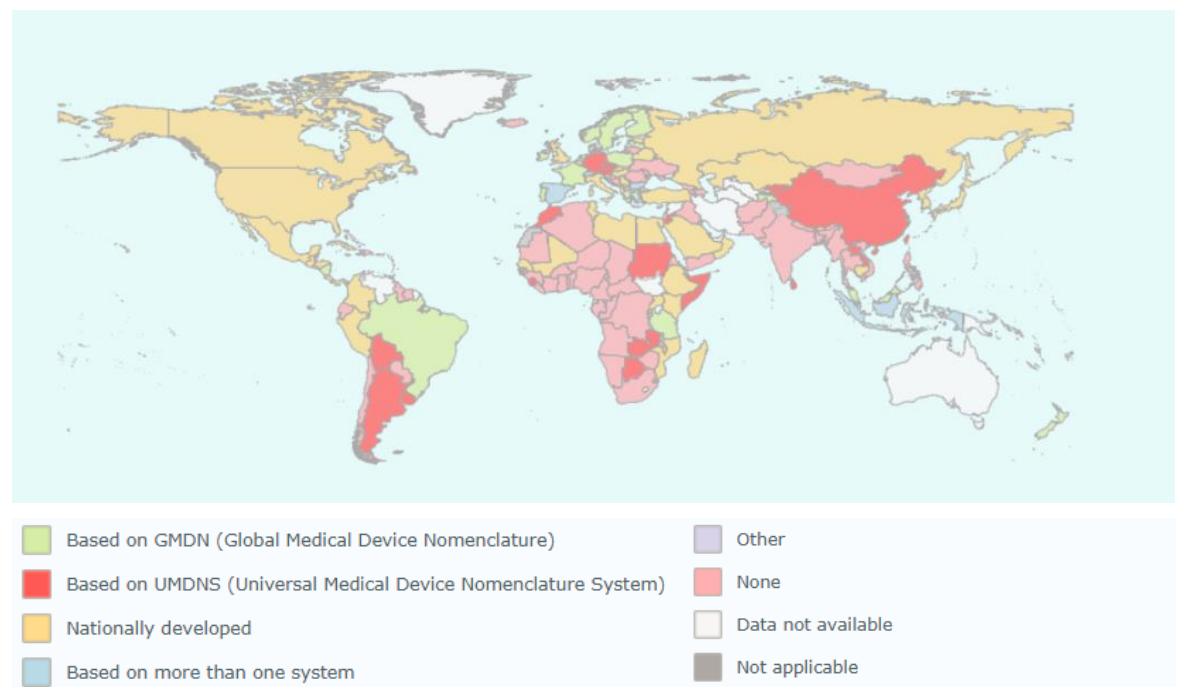 Based on GMDN (Global Medical Device Nomenclature)
Based on UMDNS (Universal Medical Device Nomenclature System)
Nationally developed
Based on more than one system
Other
None
Data not available
Not applicable